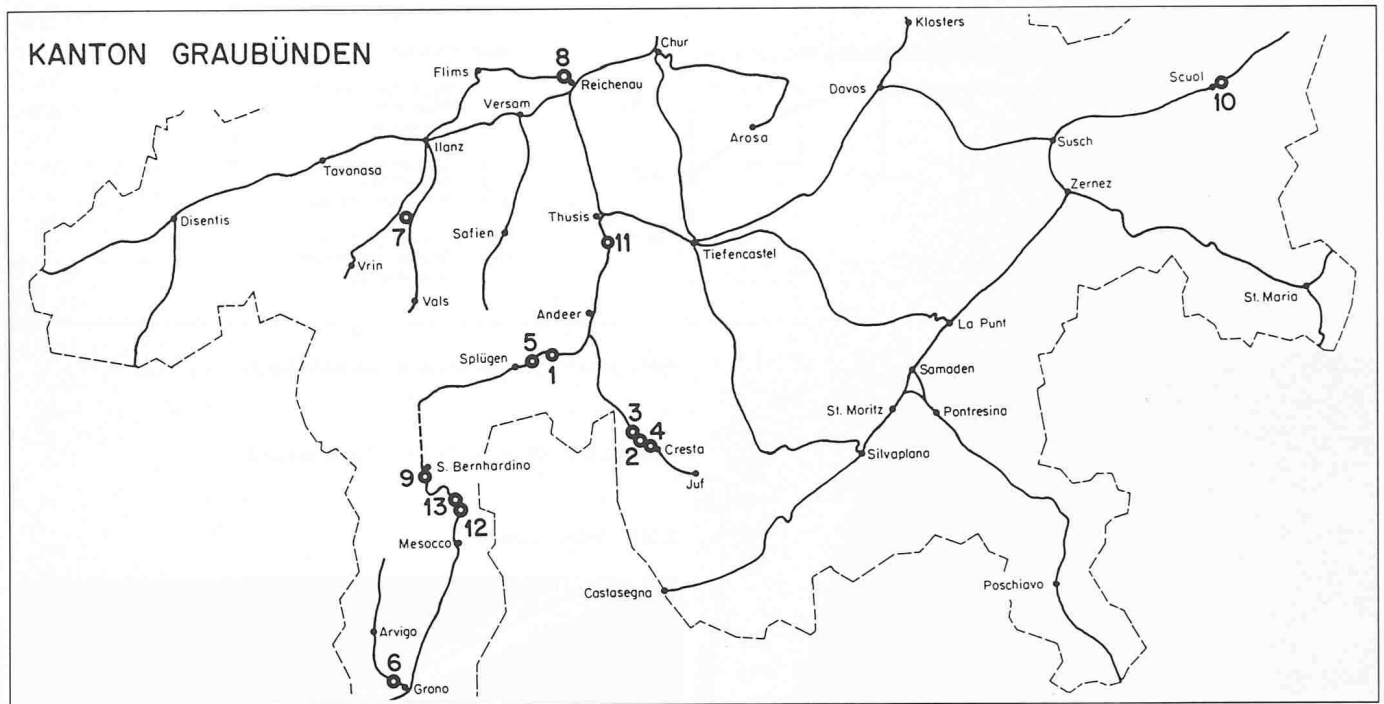 KANTON GRAUBÜNDEN
Klosters
Chur
8
Flims
Reichenau
Scuol
10
Davos
Versam
Arosa
Ilanz
Susch
Tavanasa
Zernez
Disentis
7
Safien
Thusis
11
Tiefencastel
Vrin
Vals
St. Maria
Andeer
La Punt
5
Splügen
1
Samaden
St. Moritz
Pontresina
3
4
2
Cresta
Silvaplana
Juf
S. Bernhardino
9
13
12
Mesocco
Castasegna
Poschiavo
Arvigo
6
Grono